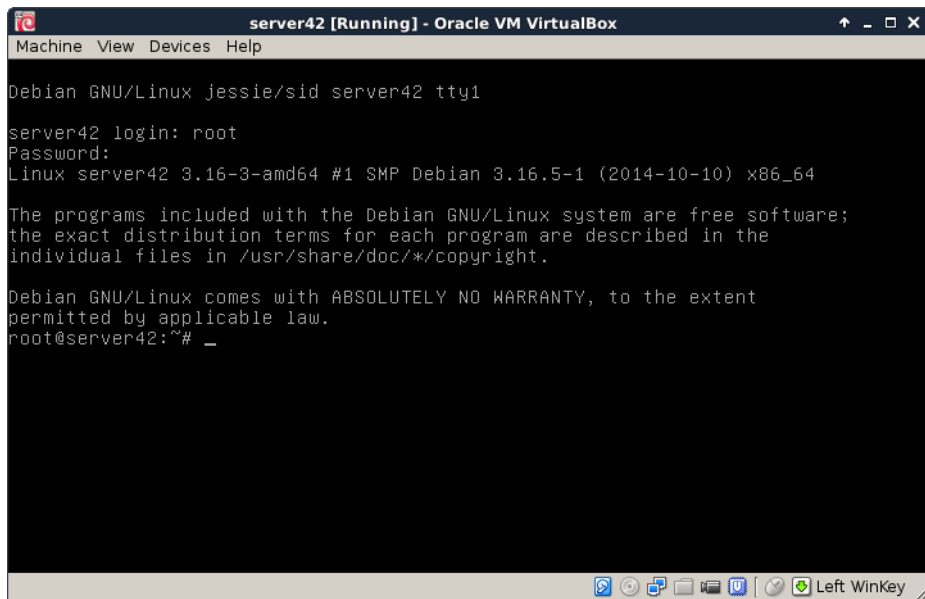 server42 [Running] - Oracle VM VirtualBox
Machine View Devices Help
Debian GNU/Linux jessie/sid server42 tty1
server42 login: root
Password:
Linux server42 3.16-3-amd64 #1 SMP Debian 3.16.5-1 (2014-10-10) x86_64
The programs included with the Debian GNU/Linux system are free software;
the exact distribution terms for each program are described in the
individual files in /usr/share/doc/*/copyright.
Debian GNU/Linux comes with ABSOLUTELY NO WARRANTY, to the extent
permitted by applicable law.
root@server42:~# _
Left WinKey